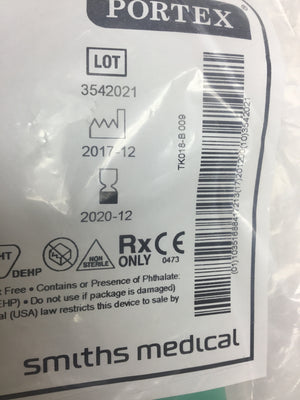 PORTEX®
LOT
3542021
2017-12
2020-12
TK018-B 009
HT
DEHP
NON
STERILE
Rx
ONLY
CE
0473
x Free • Contains or Presence of Phthalate:
EHP) • Do not use if package is damaged)
al (USA) law restricts this device to sale by
smiths medical